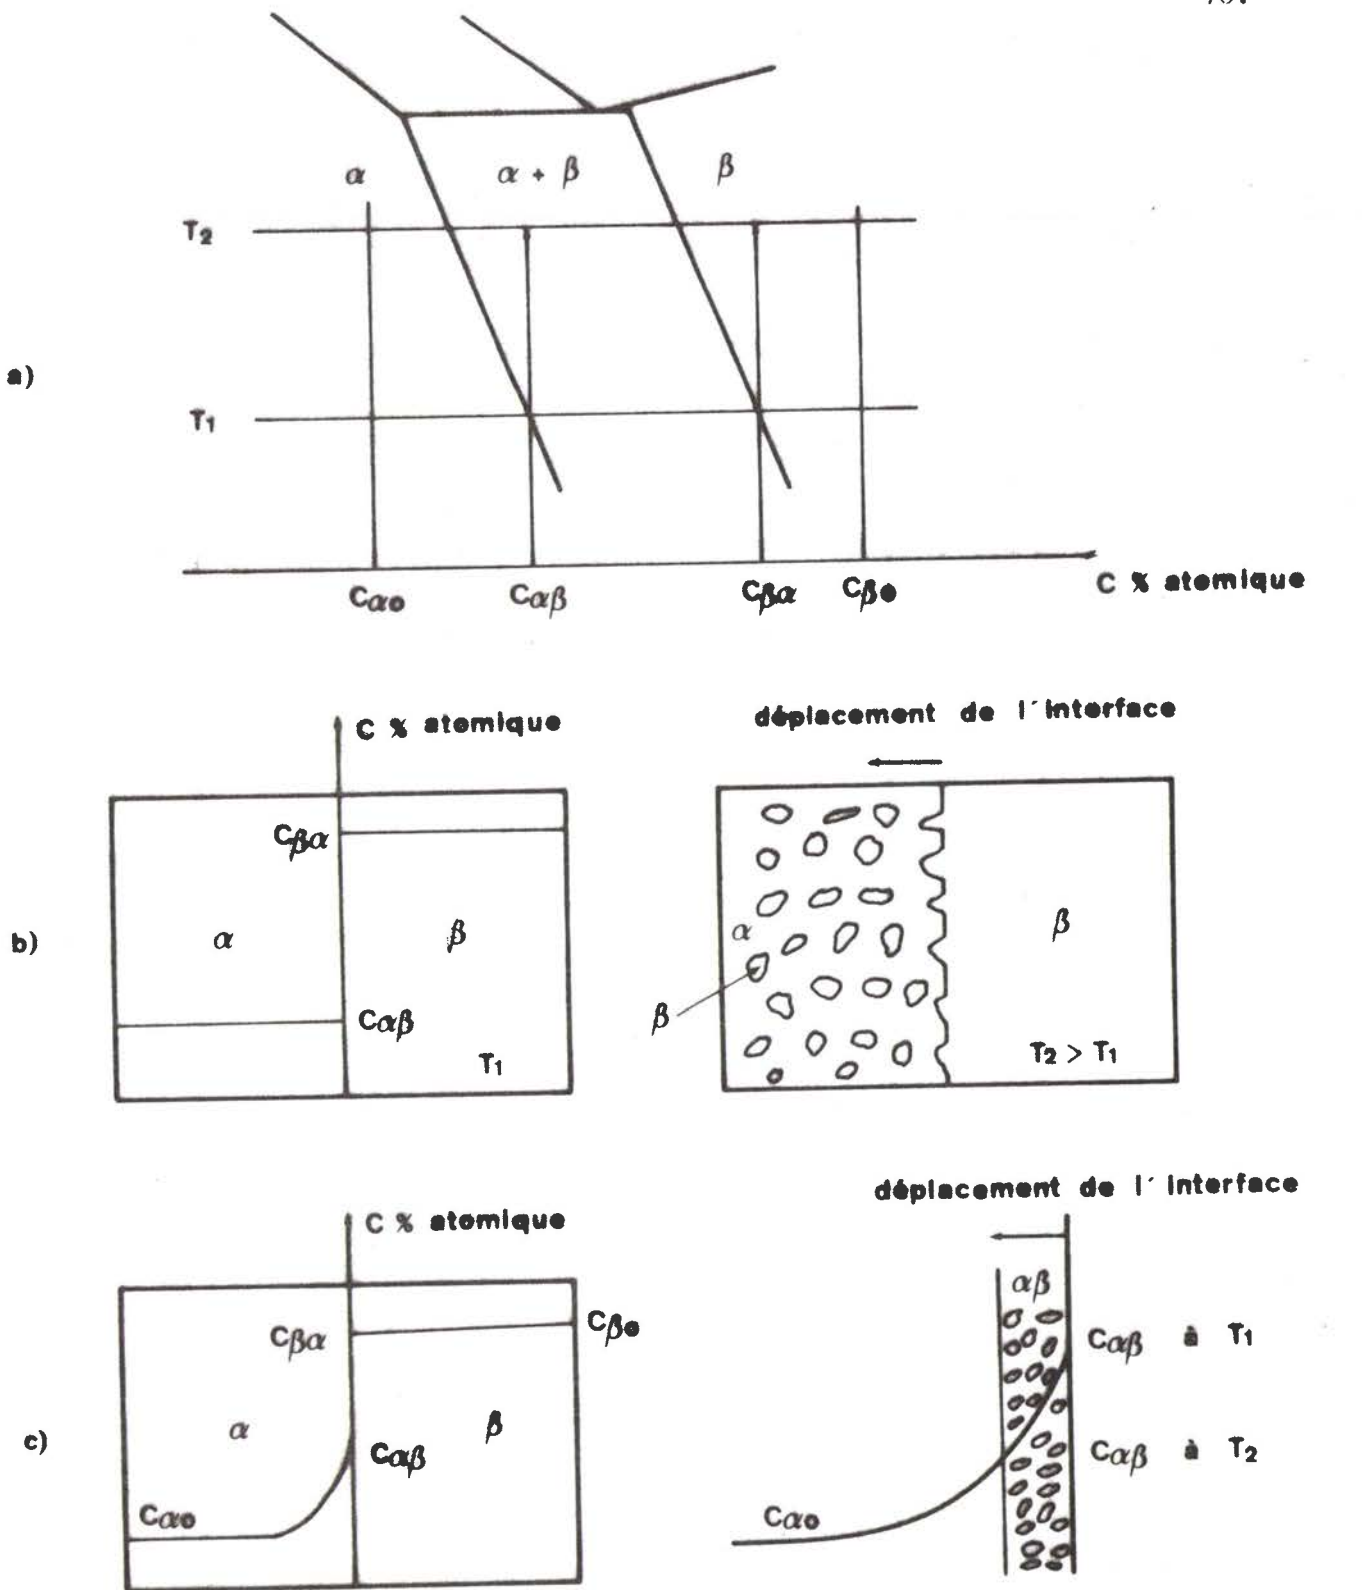 α
α + β
β
T₂
a)
T₁
Cαo
Cαβ
Cβα
Cβo
C % atomique
C % atomique
déplacement de l'interface
Cβα
α
β
α
β
b)
β
Cαβ
T₁
T₂ > T₁
déplacement de l'interface
C % atomique
αβ
Cβα
Cβo
Cαβ à T₁
α
β
c)
Cαβ
Cαβ à T₂
Cαo
Cαo